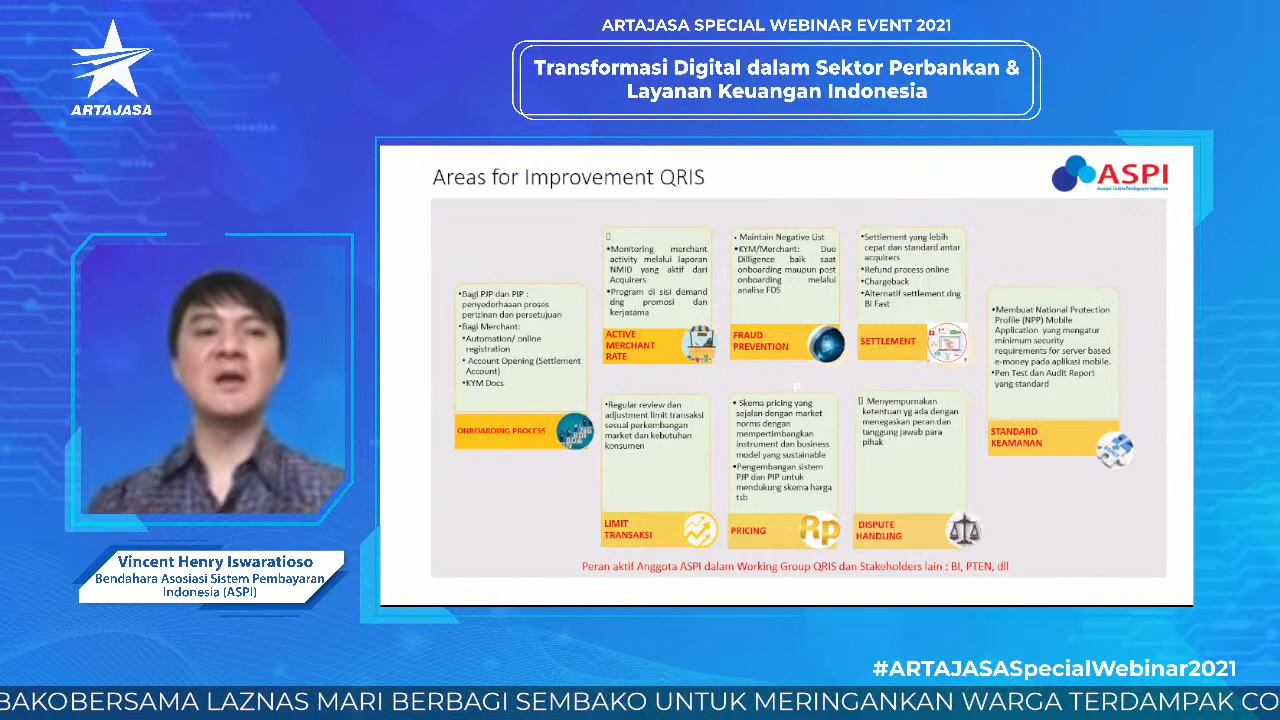 ARTAJASA
ARTAJASA SPECIAL WEBINAR EVENT 2021
Transformasi Digital dalam Sektor Perbankan &
Layanan Keuangan Indonesia
Areas for Improvement QRIS
ASPI
Asosiasi Sistem Pembayaran Indonesia
•Bagi PJP dan PIP :
penyederhaaan proses
perizinan dan persetujuan
•Bagi Merchant:
•Automation/ online
registration
• Account Opening (Settlement
Account)
•KYM Docs
ONBOARDING PROCESS
•Monitoring merchant
activity melalui laporan
NMID yang aktif dari
Acquirers
•Program di sisi demand
dng promosi dan
kerjasama
ACTIVE
MERCHANT
RATE
• Maintain Negative List
•KYM/Merchant: Due
Dilligence baik saat
onboarding maupun post
onboarding melalui
analisa FDS
FRAUD
PREVENTION
•Settlement yang lebih
cepat dan standard antar
acquirers
•Refund process online
•Chargeback
•Alternatif settlement dng
BI Fast
SETTLEMENT
•Membuat National Protection
Profile (NPP) Mobile
Application yang mengatur
minimum security
requirements for server based
e-money pada aplikasi mobile.
•Pen Test dan Audit Report
yang standard
STANDARD
KEAMANAN
•Regular review dan
adjustment limit transaksi
sesuai perkembangan
market dan kebutuhan
konsumen
LIMIT
TRANSAKSI
• Skema pricing yang
sejalan dengan market
norms dengan
mempertimbangkan
instrument dan business
model yang sustainable
•Pengembangan sistem
PJP dan PIP untuk
mendukung skema harga
tsb
PRICING
Rp
Menyempurnakan
ketentuan yg ada dengan
menegaskan peran dan
tanggung jawab para
pihak
DISPUTE
HANDLING
Peran aktif Anggota ASPI dalam Working Group QRIS dan Stakeholders lain : BI, PTEN, dll
Vincent Henry Iswaratioso
Bendahara Asosiasi Sistem Pembayaran
Indonesia (ASPI)
#ARTAJASASpecialWebinar2021
BAKOBERSAMA LAZNAS MARI BERBAGI SEMBAKO UNTUK MERINGANKAN WARGA TERDAMPAK CO